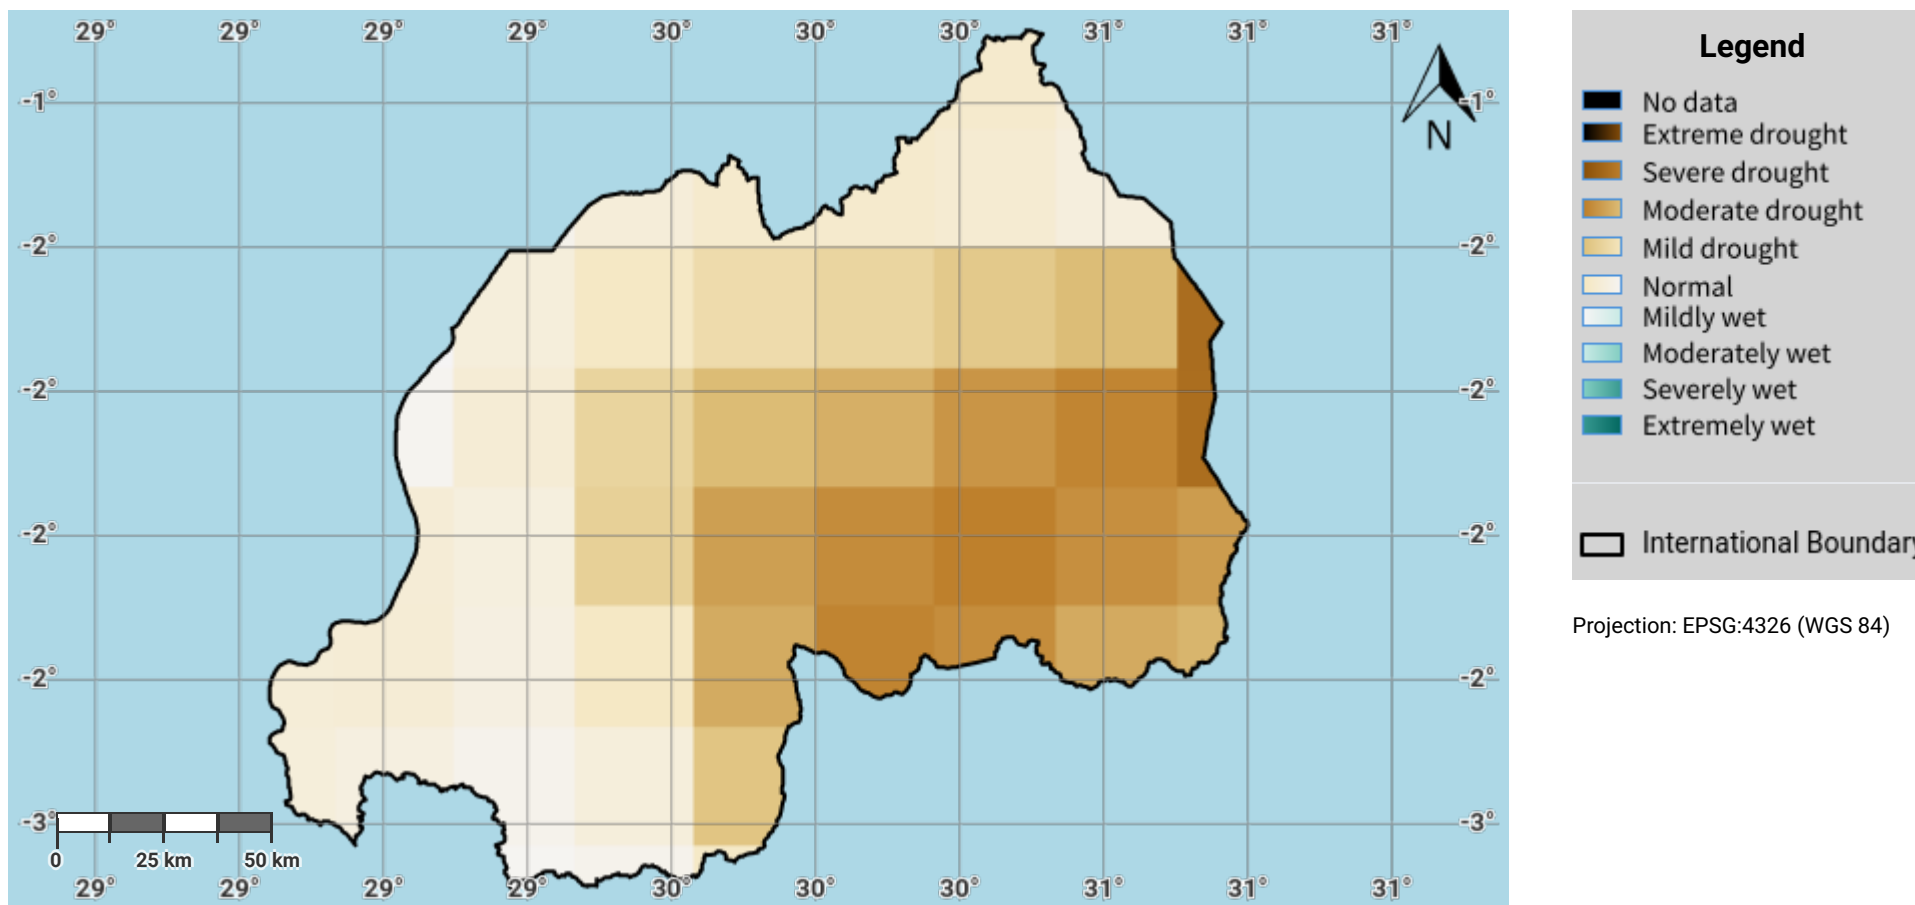 29° 29° 29° 29° 30° 30° 30° 31° 31° 31°
-1° -1°
N
-2° -2°
-2° -2°
-2° -2°
-2° -2°
-3° -3°
0 25 km 50 km
29° 29° 29° 29° 30° 30° 30° 31° 31° 31°
Legend
No data
Extreme drought
Severe drought
Moderate drought
Mild drought
Normal
Mildly wet
Moderately wet
Severely wet
Extremely wet
International Boundary
Projection: EPSG:4326 (WGS 84)